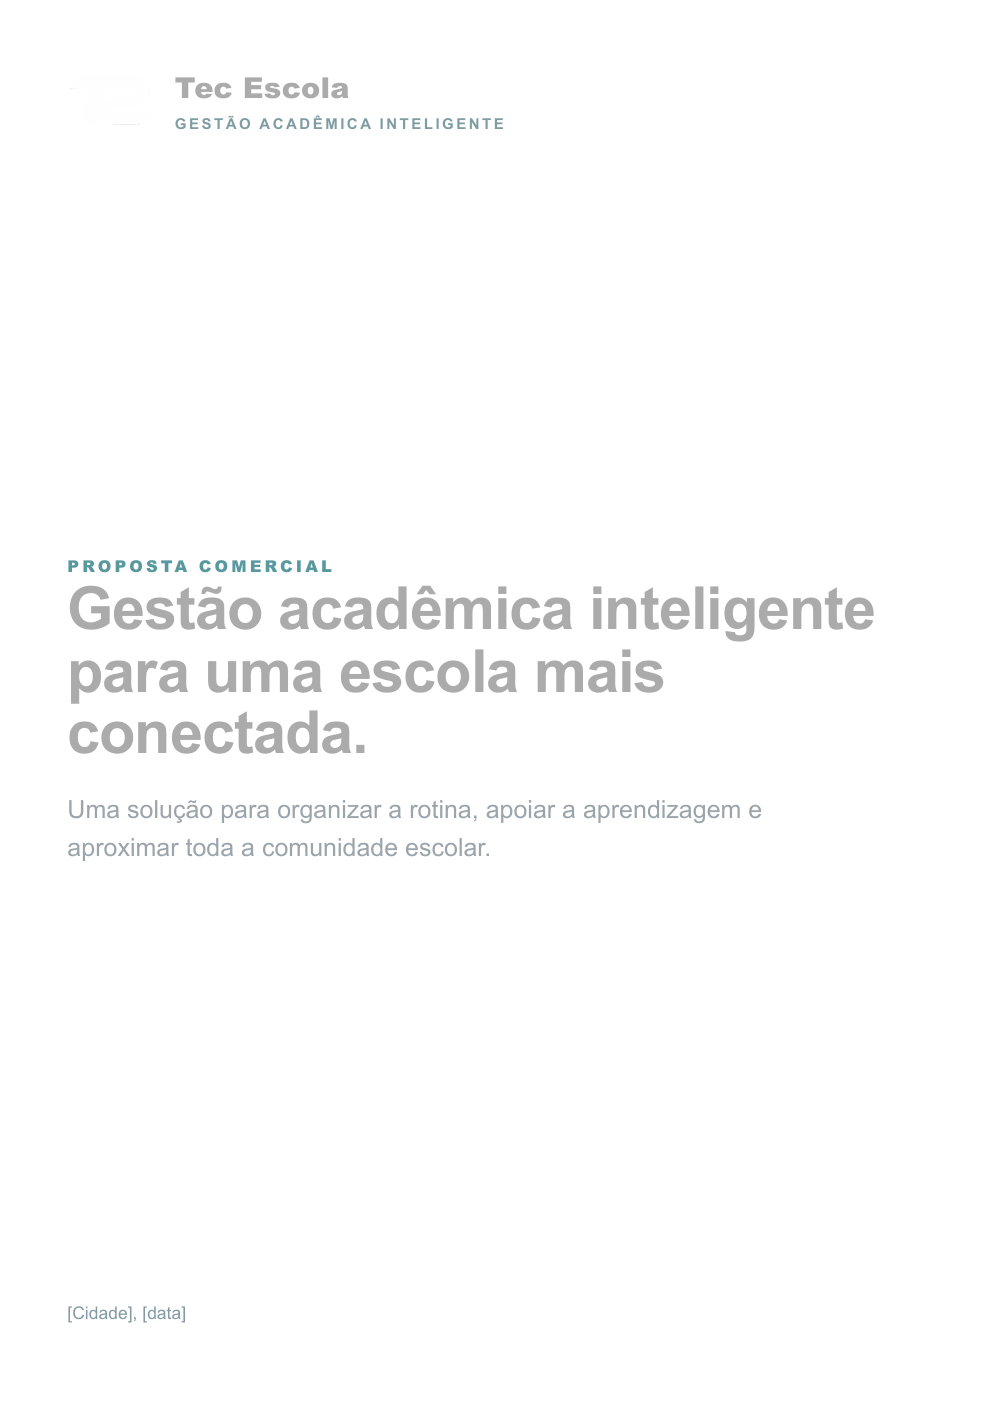 Tec Escola
GESTÃO ACADÊMICA INTELIGENTE
PROPOSTA COMERCIAL
Gestão acadêmica inteligente
para uma escola mais
conectada.
Uma solução para organizar a rotina, apoiar a aprendizagem e
aproximar toda a comunidade escolar.
[Cidade], [data]